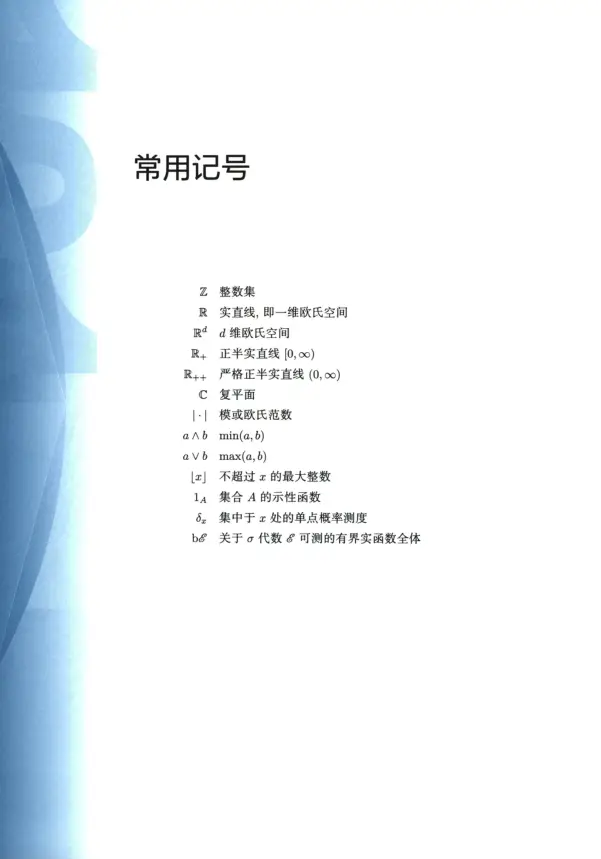 常用记号
ℤ 整数集
ℝ 实直线, 即一维欧氏空间
ℝᵈ d 维欧氏空间
ℝ₊ 正半实直线 [0,∞)
ℝ₊₊ 严格正半实直线 (0,∞)
ℂ 复平面
|·| 模或欧氏范数
a∧b min(a,b)
a∨b max(a,b)
⌊x⌋ 不超过 x 的最大整数
1_A 集合 A 的示性函数
δₓ 集中于 x 处的单点概率测度
bℰ 关于 σ 代数 ℰ 可测的有界实函数全体